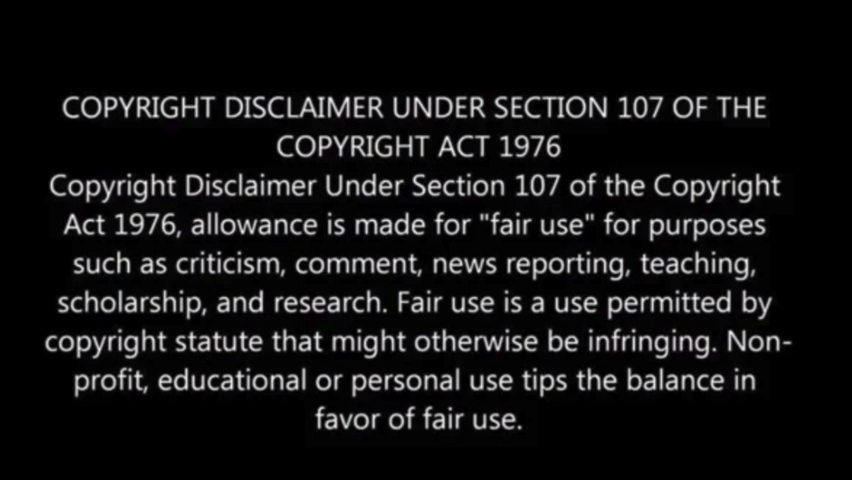 COPYRIGHT DISCLAIMER UNDER SECTION 107 OF THE
COPYRIGHT ACT 1976
Copyright Disclaimer Under Section 107 of the Copyright
Act 1976, allowance is made for "fair use" for purposes
such as criticism, comment, news reporting, teaching,
scholarship, and research. Fair use is a use permitted by
copyright statute that might otherwise be infringing. Non-
profit, educational or personal use tips the balance in
favor of fair use.